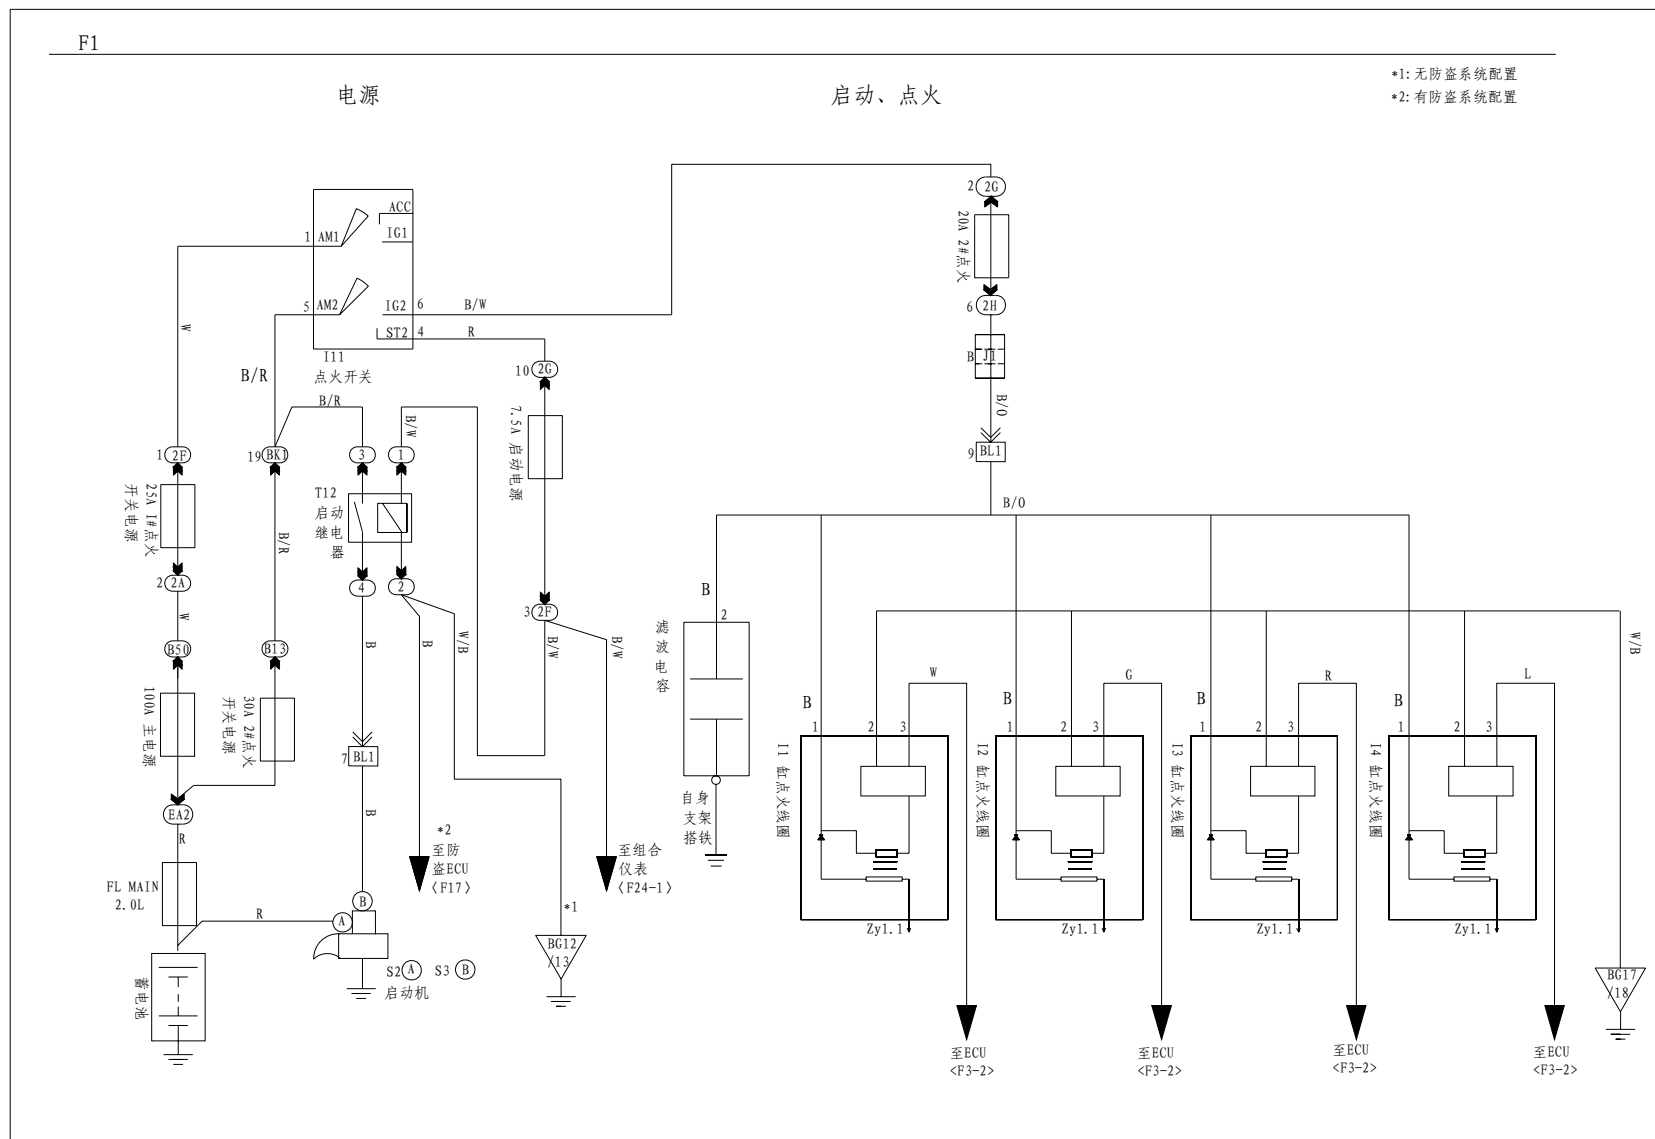 F1
*1: 无防盗系统配置
*2: 有防盗系统配置
电源
启动、点火
ACC
IG1
1
AM1
5
AM2
IG2
6
B/W
ST2
4
R
I11
点火开关
2
2G
20A 2#点火
6
2H
B
J1
B/O
9
BL1
B/O
W
B/R
B/R
10
2G
7.5A 启动电源
B/W
1
2F
19
BK1
3
1
25A I#点火
开关电源
T12
启动
继电
器
B/R
2
2A
4
2
3
2F
W
B
B
W/B
B/W
B/W
B50
B13
100A 主电源
30A 2#点火
开关电源
7
BL1
B
EA2
R
FL MAIN
2.0L
R
A
B
S2
A
S3
B
启动机
蓄电池
*2
至防
盗ECU
〈F17〉
*1
BG12
/13
至组合
仪表
〈F24-1〉
B
2
滤波电容
自身
支架
搭铁
W
G
R
L
W/B
B
1
2
3
B
1
2
3
B
1
2
3
B
1
2
3
I1 缸点火线圈
I2 缸点火线圈
I3 缸点火线圈
I4 缸点火线圈
Zy1.1
Zy1.1
Zy1.1
Zy1.1
BG17
/18
至ECU
<F3-2>
至ECU
<F3-2>
至ECU
<F3-2>
至ECU
<F3-2>